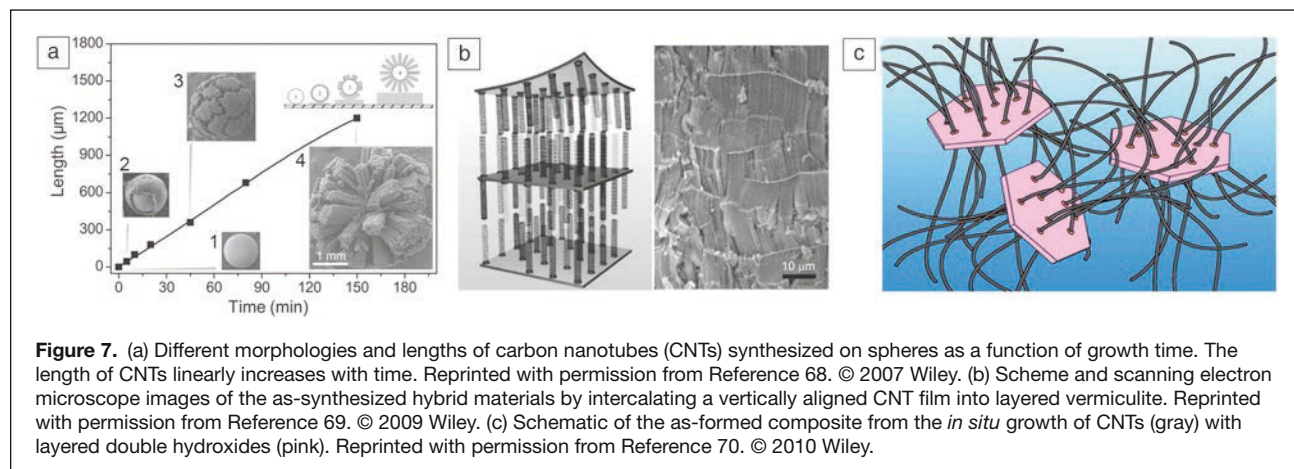 a
1800
1500
1200
900
600
300
0
Length (µm)
0 30 60 90 120 150 180
Time (min)
1
2
3
4
1 mm
b
10 µm
c
Figure 7. (a) Different morphologies and lengths of carbon nanotubes (CNTs) synthesized on spheres as a function of growth time. The
length of CNTs linearly increases with time. Reprinted with permission from Reference 68. © 2007 Wiley. (b) Scheme and scanning electron
microscope images of the as-synthesized hybrid materials by intercalating a vertically aligned CNT film into layered vermiculite. Reprinted
with permission from Reference 69. © 2009 Wiley. (c) Schematic of the as-formed composite from the in situ growth of CNTs (gray) with
layered double hydroxides (pink). Reprinted with permission from Reference 70. © 2010 Wiley.